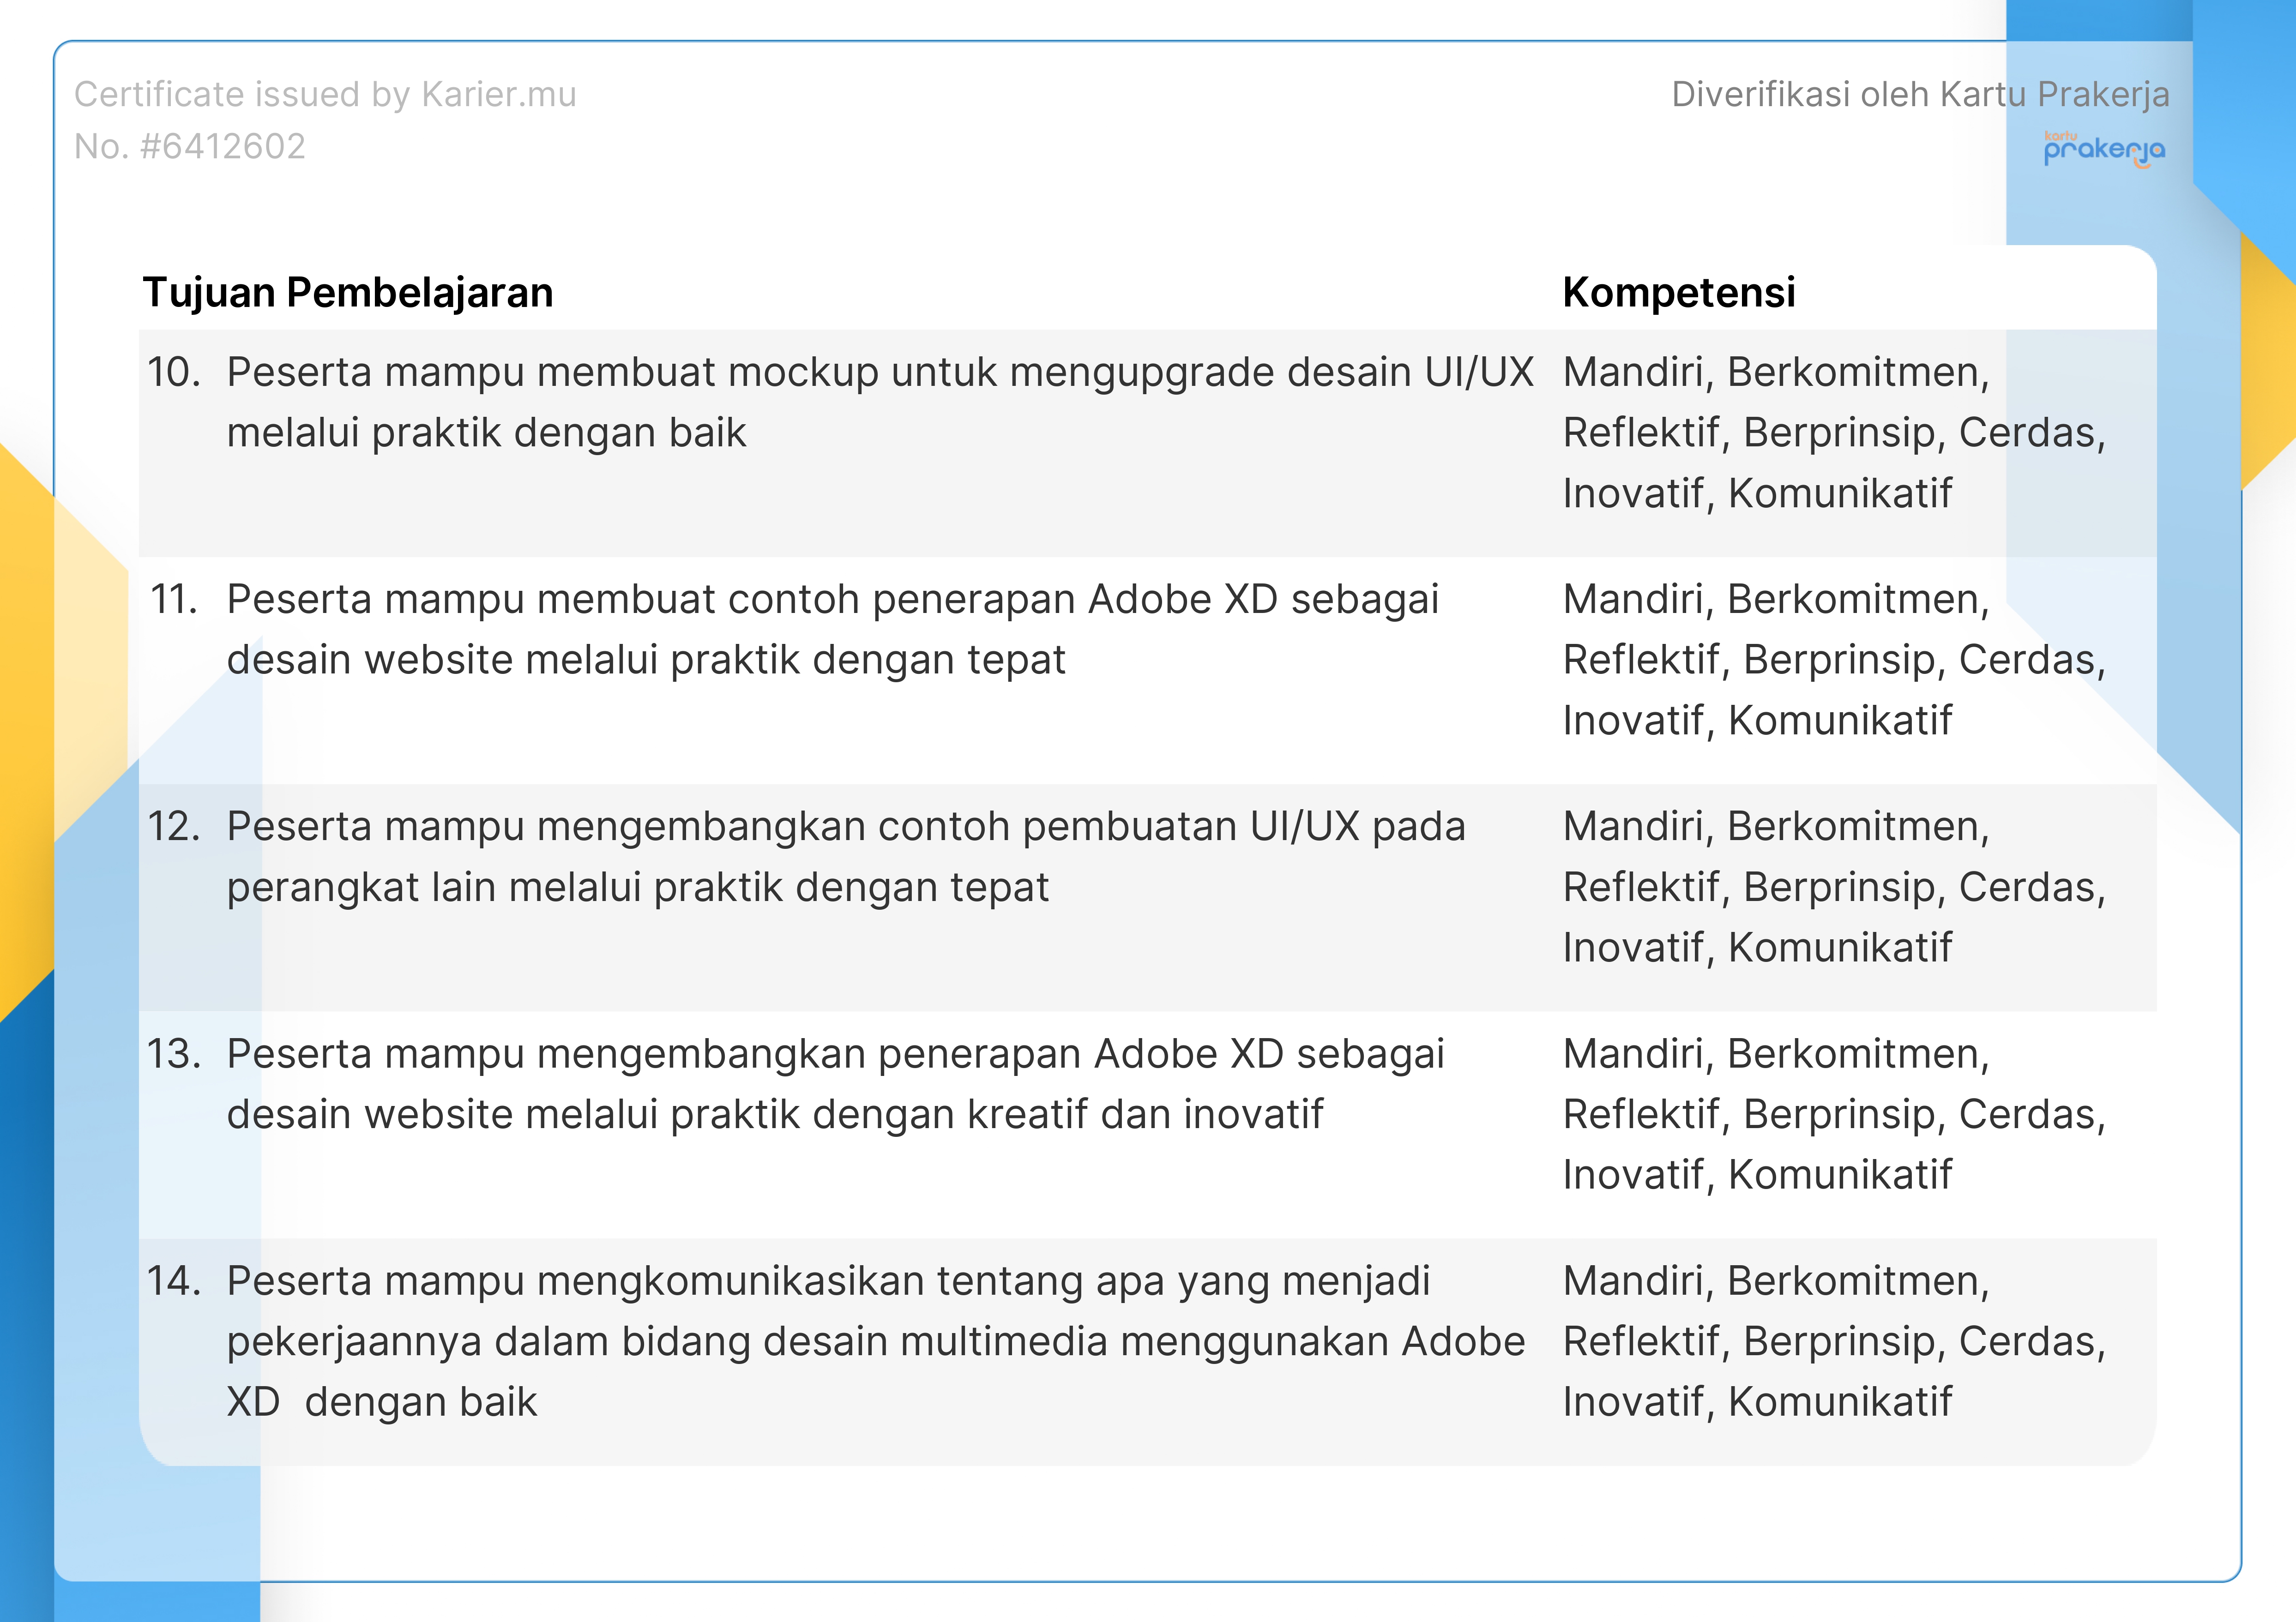 Certificate issued by Karier.mu
No. #6412602
Diverifikasi oleh Kartu Prakerja
kartu
prakerja
Tujuan Pembelajaran
Kompetensi
10. Peserta mampu membuat mockup untuk mengupgrade desain UI/UX
melalui praktik dengan baik
Mandiri, Berkomitmen,
Reflektif, Berprinsip, Cerdas,
Inovatif, Komunikatif
11. Peserta mampu membuat contoh penerapan Adobe XD sebagai
desain website melalui praktik dengan tepat
Mandiri, Berkomitmen,
Reflektif, Berprinsip, Cerdas,
Inovatif, Komunikatif
12. Peserta mampu mengembangkan contoh pembuatan UI/UX pada
perangkat lain melalui praktik dengan tepat
Mandiri, Berkomitmen,
Reflektif, Berprinsip, Cerdas,
Inovatif, Komunikatif
13. Peserta mampu mengembangkan penerapan Adobe XD sebagai
desain website melalui praktik dengan kreatif dan inovatif
Mandiri, Berkomitmen,
Reflektif, Berprinsip, Cerdas,
Inovatif, Komunikatif
14. Peserta mampu mengkomunikasikan tentang apa yang menjadi
pekerjaannya dalam bidang desain multimedia menggunakan Adobe
XD  dengan baik
Mandiri, Berkomitmen,
Reflektif, Berprinsip, Cerdas,
Inovatif, Komunikatif